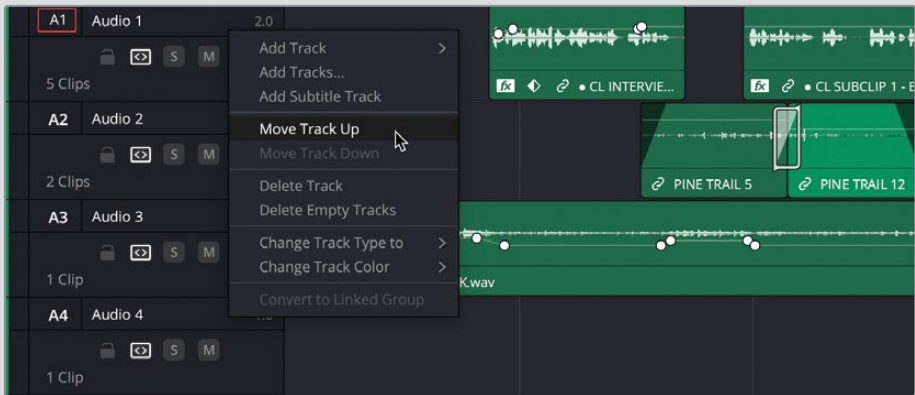 A1 Audio 1 2.0
S M
5 Clips
A2 Audio 2
S M
2 Clips
A3 Audio 3
S M
1 Clip
A4 Audio 4
S M
1 Clip
Add Track
Add Tracks...
Add Subtitle Track
Move Track Up
Move Track Down
Delete Track
Delete Empty Tracks
Change Track Type to
Change Track Color
Convert to Linked Group
fx • CL INTERVIE...
fx • CL SUBCLIP 1 - E
PINE TRAIL 5
PINE TRAIL 12
K.wav